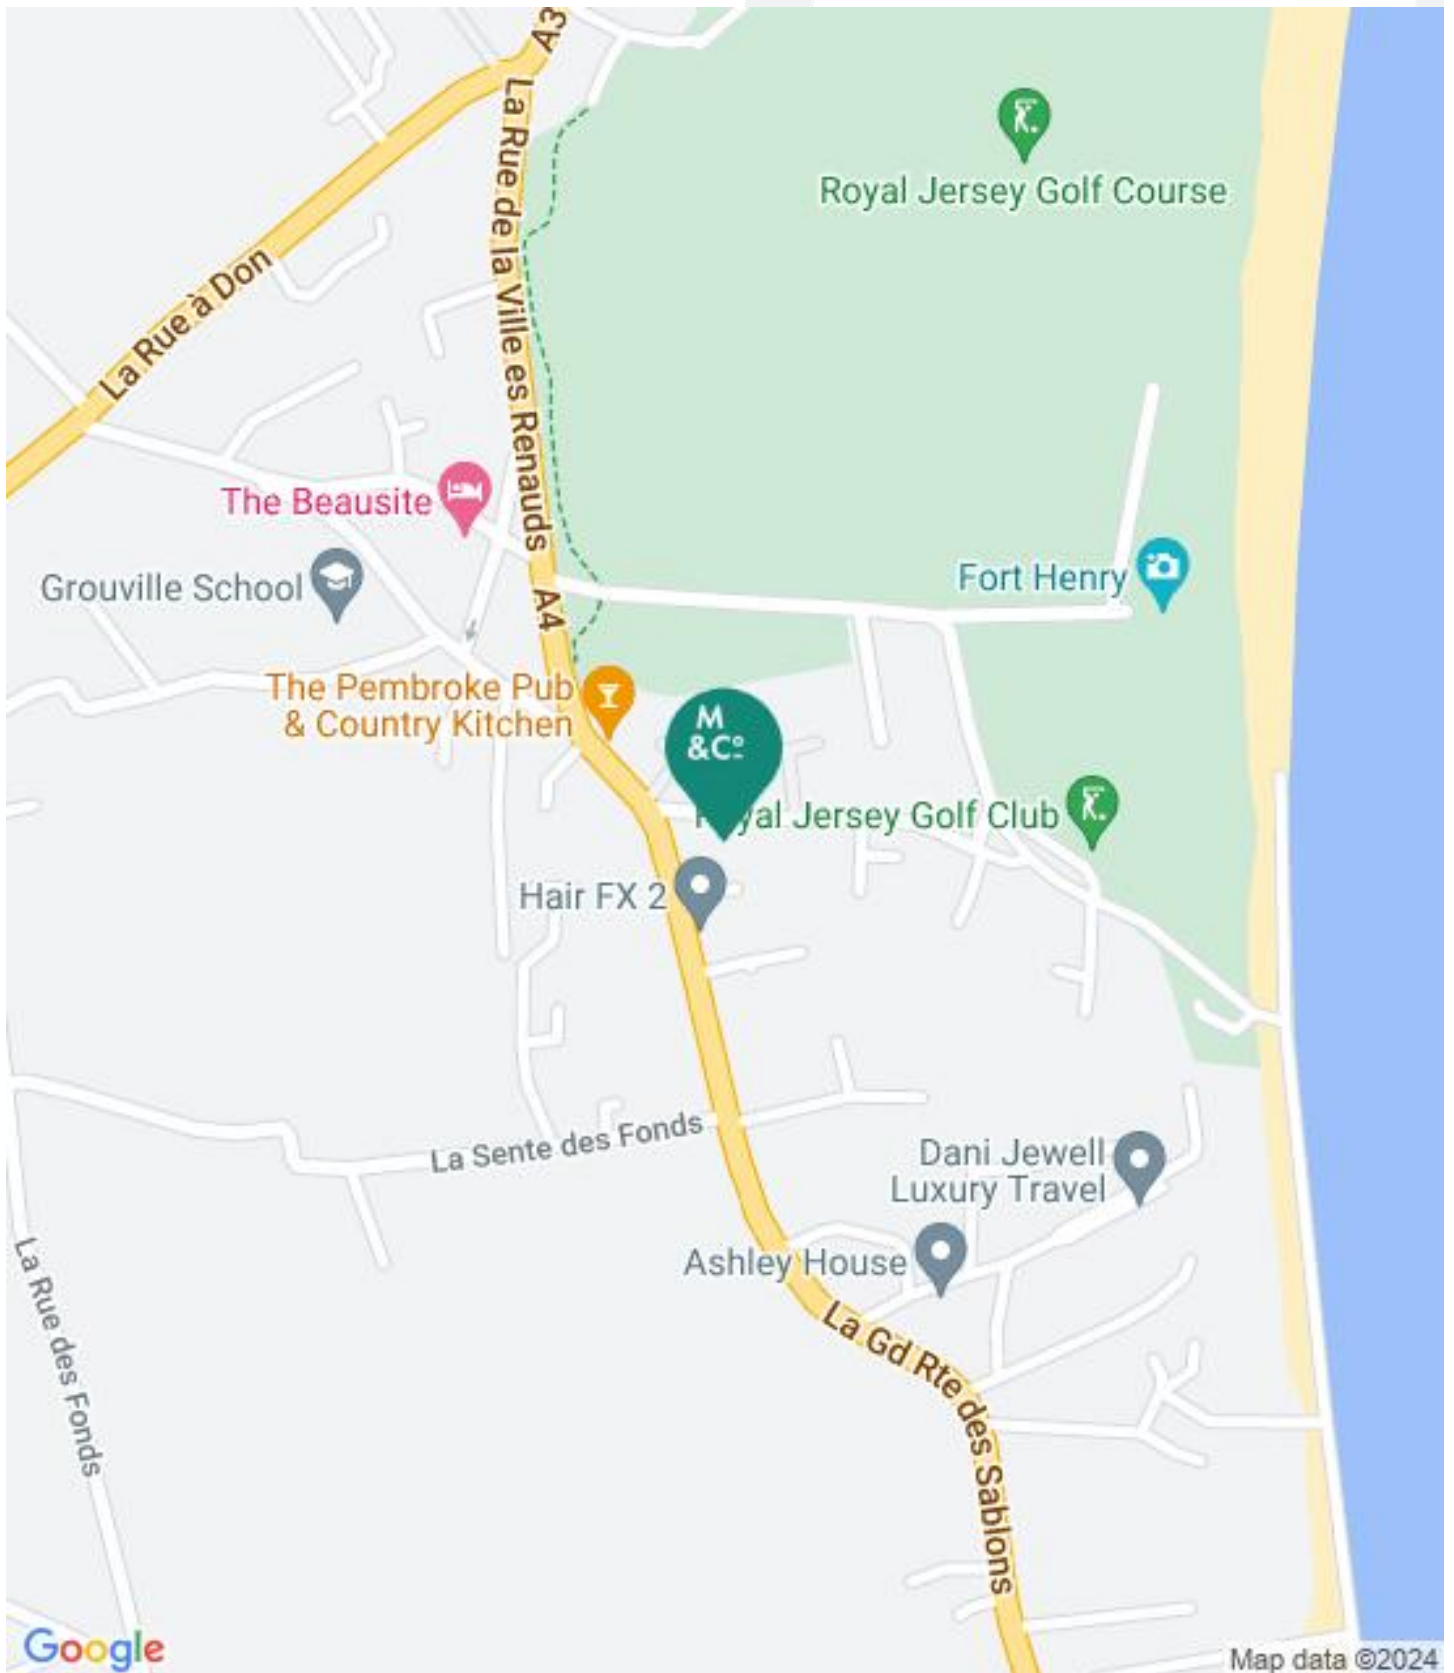 A3
La Rue de la Ville es Renauds
Royal Jersey Golf Course
La Rue à Don
The Beausite
Grouville School
Fort Henry
A4
The Pembroke Pub
& Country Kitchen
M
&Cº
Royal Jersey Golf Club
Hair FX 2
La Sente des Fonds
Dani Jewell
Luxury Travel
Ashley House
La Rue des Fonds
La Gd Rte des Sablons
Google
Map data ©2024